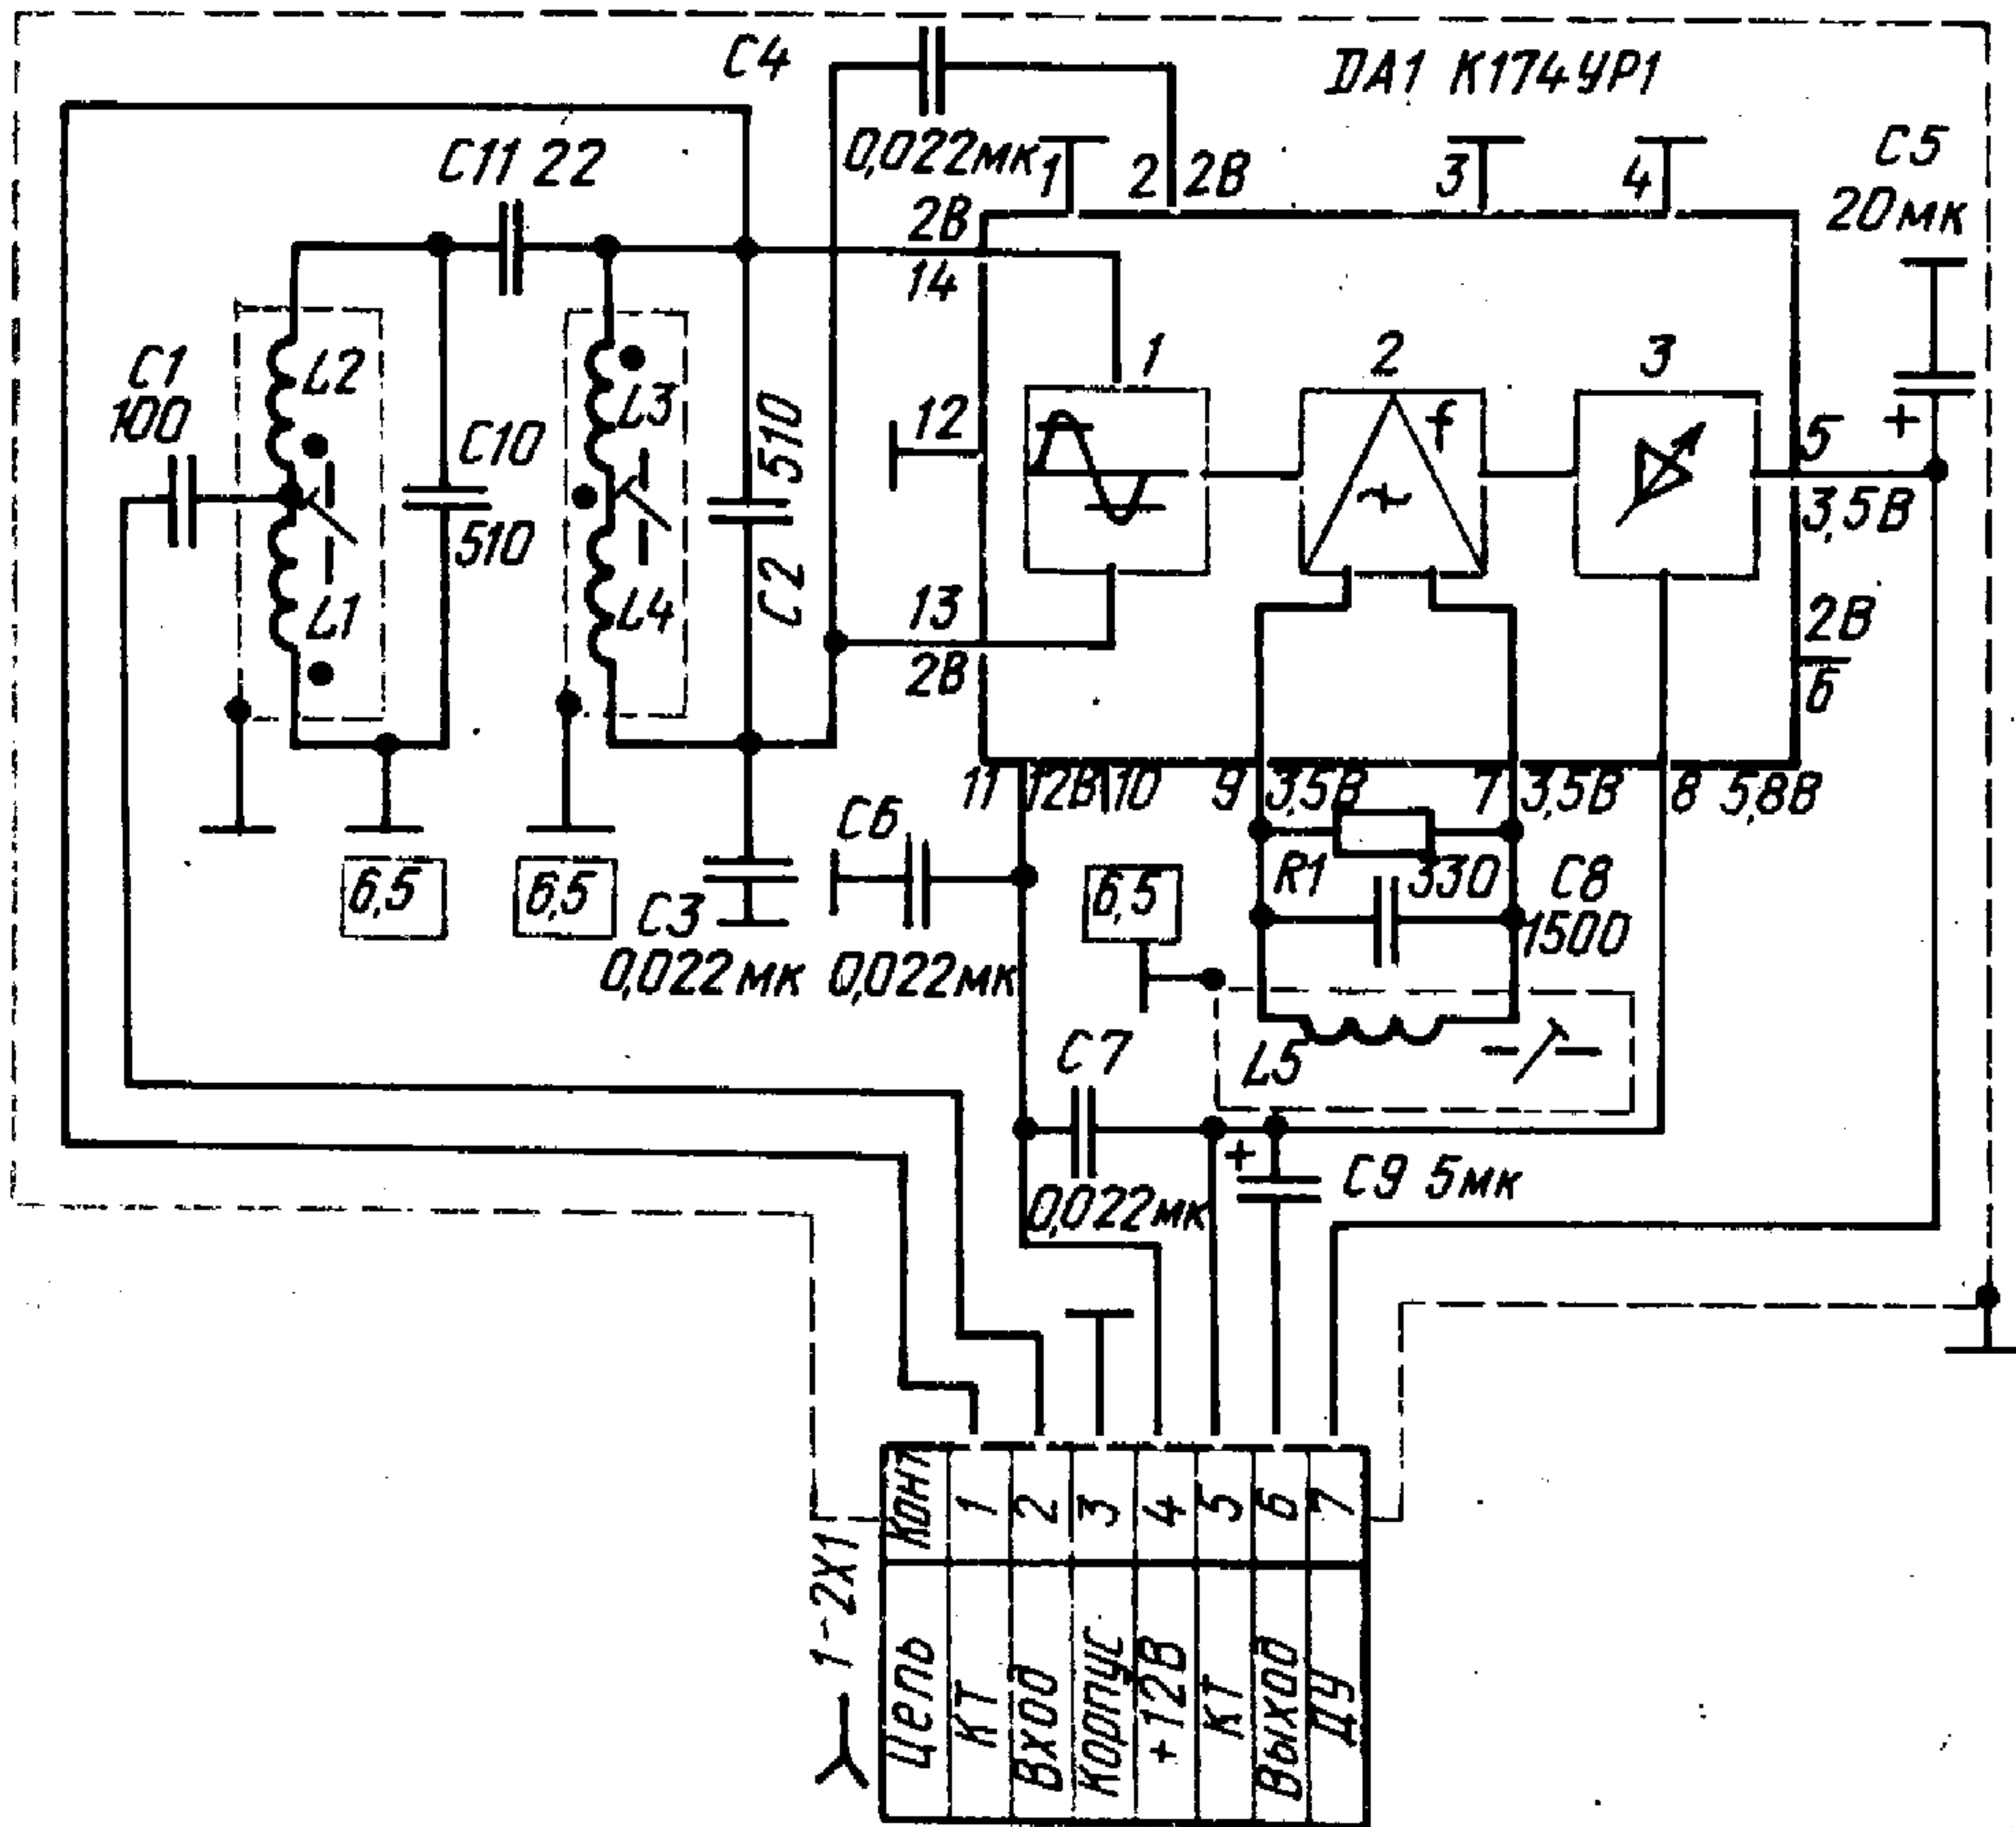 C4
DA1 К174УР1
0,022мк
1
2
2В
3
4
C5
20мк
C11 22
2В
14
C1
100
L2
C10
510
L1
L3
L4
510
C2
12
1
2
f
3
5
+
3,5В
13
2В
2В
6
11
12В
10
9
3,5В
7
3,5В
8
5,8В
6,5
6,5
C3
0,022мк
C6
0,022мк
6,5
R1
330
C8
1500
L5
C7
0,022мк
+
C9 5мк
1-2X1
Конт
1
2
3
4
5
6
7
Цепь
КТ
Вход
Корпус
+12В
КТ
Выход
ДУ